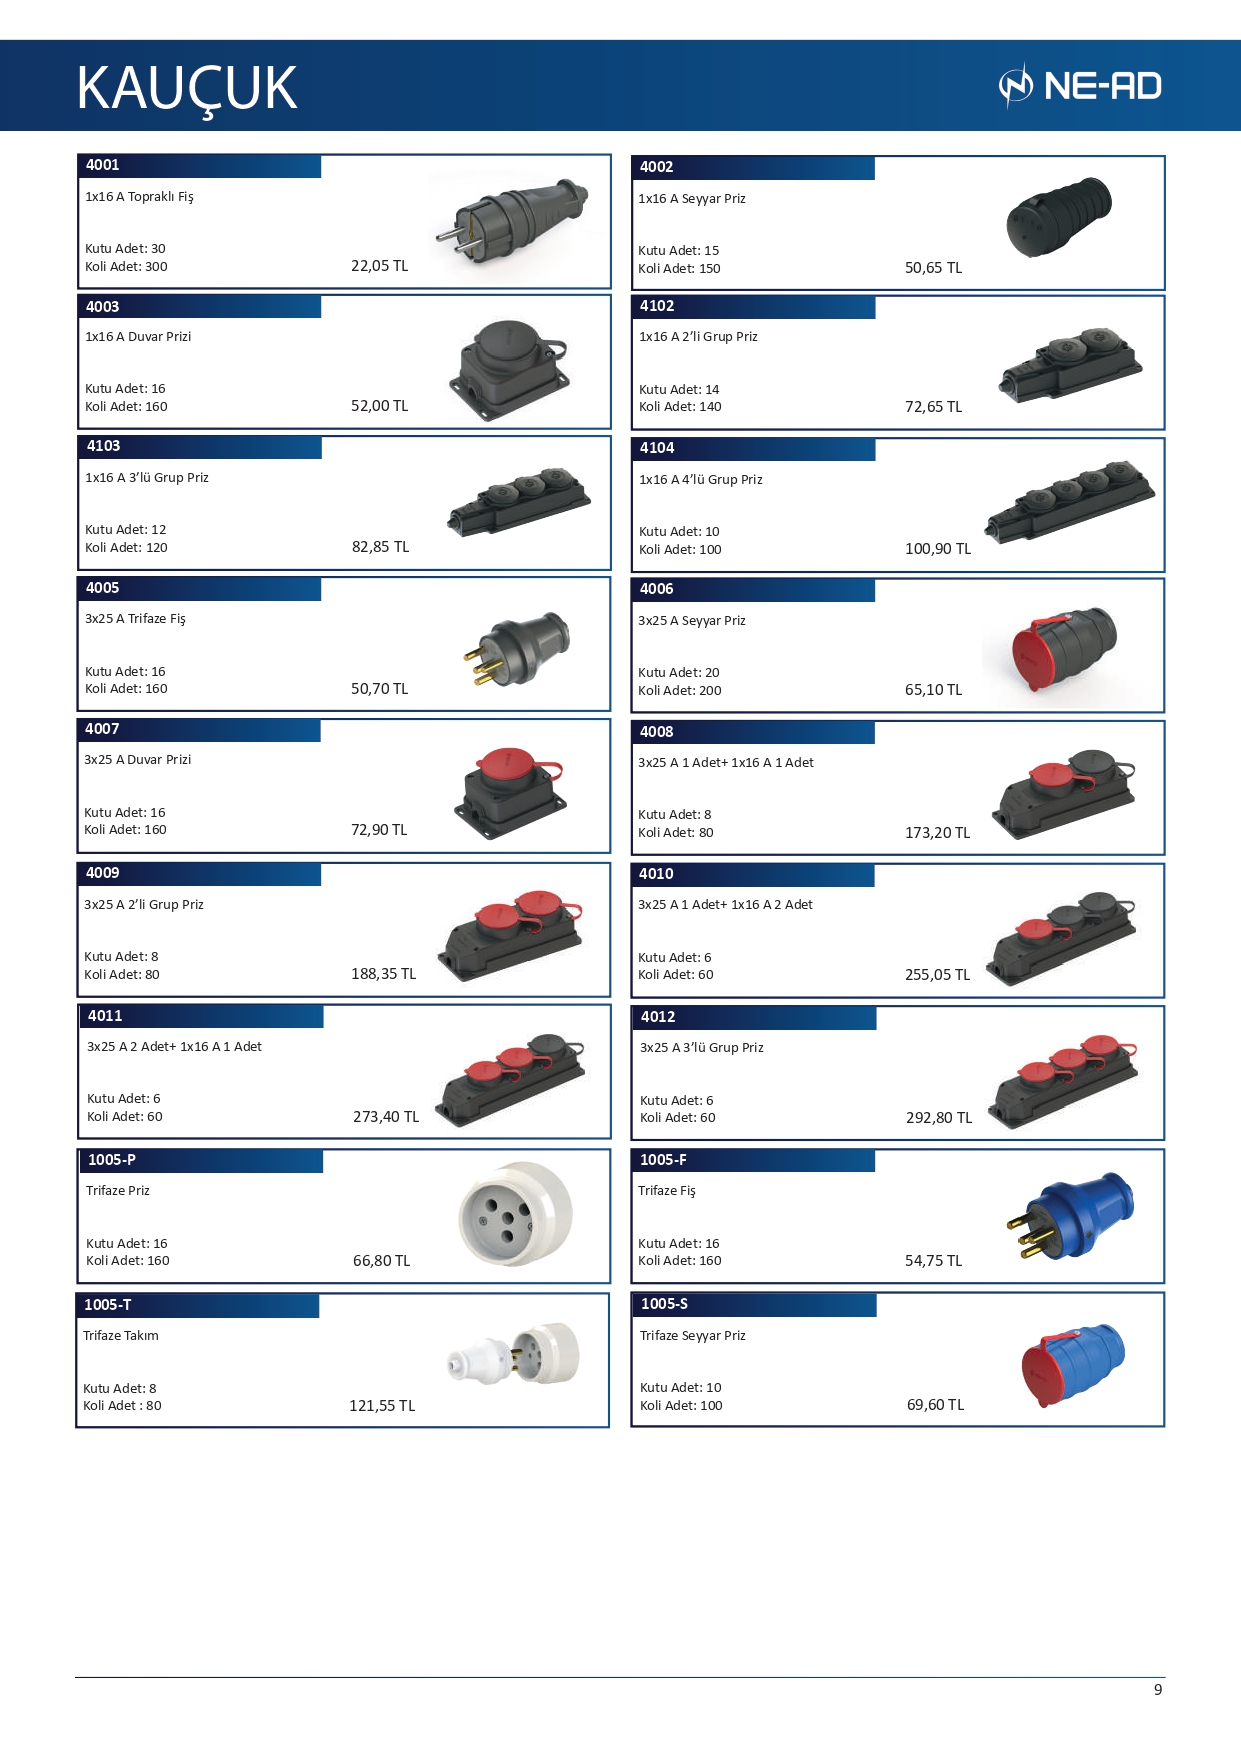 KAUÇUK
NE-AD
4001
1x16 A Topraklı Fiş
Kutu Adet: 30
Koli Adet: 300
22,05 TL
4002
1x16 A Seyyar Priz
Kutu Adet: 15
Koli Adet: 150
50,65 TL
4003
1x16 A Duvar Prizi
Kutu Adet: 16
Koli Adet: 160
52,00 TL
4102
1x16 A 2’li Grup Priz
Kutu Adet: 14
Koli Adet: 140
72,65 TL
4103
1x16 A 3’lü Grup Priz
Kutu Adet: 12
Koli Adet: 120
82,85 TL
4104
1x16 A 4’lü Grup Priz
Kutu Adet: 10
Koli Adet: 100
100,90 TL
4005
3x25 A Trifaze Fiş
Kutu Adet: 16
Koli Adet: 160
50,70 TL
4006
3x25 A Seyyar Priz
Kutu Adet: 20
Koli Adet: 200
65,10 TL
4007
3x25 A Duvar Prizi
Kutu Adet: 16
Koli Adet: 160
72,90 TL
4008
3x25 A 1 Adet+ 1x16 A 1 Adet
Kutu Adet: 8
Koli Adet: 80
173,20 TL
4009
3x25 A 2’li Grup Priz
Kutu Adet: 8
Koli Adet: 80
188,35 TL
4010
3x25 A 1 Adet+ 1x16 A 2 Adet
Kutu Adet: 6
Koli Adet: 60
255,05 TL
4011
3x25 A 2 Adet+ 1x16 A 1 Adet
Kutu Adet: 6
Koli Adet: 60
273,40 TL
4012
3x25 A 3’lü Grup Priz
Kutu Adet: 6
Koli Adet: 60
292,80 TL
1005-P
Trifaze Priz
Kutu Adet: 16
Koli Adet: 160
66,80 TL
1005-F
Trifaze Fiş
Kutu Adet: 16
Koli Adet: 160
54,75 TL
1005-T
Trifaze Takım
Kutu Adet: 8
Koli Adet : 80
121,55 TL
1005-S
Trifaze Seyyar Priz
Kutu Adet: 10
Koli Adet: 100
69,60 TL
9